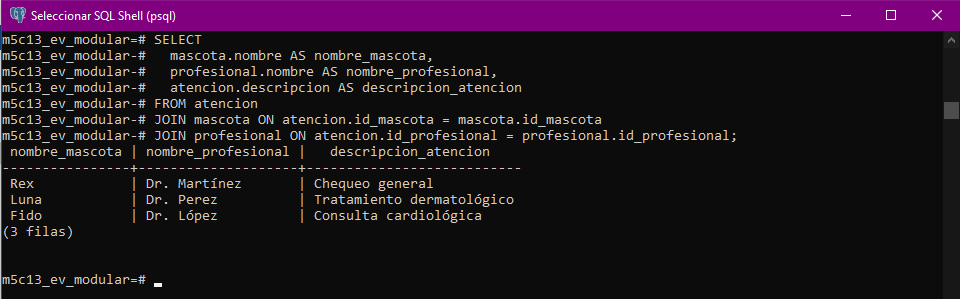 Seleccionar SQL Shell (psql)
m5c13_ev_modular=# SELECT
m5c13_ev_modular-#   mascota.nombre AS nombre_mascota,
m5c13_ev_modular-#   profesional.nombre AS nombre_profesional,
m5c13_ev_modular-#   atencion.descripcion AS descripcion_atencion
m5c13_ev_modular-# FROM atencion
m5c13_ev_modular-# JOIN mascota ON atencion.id_mascota = mascota.id_mascota
m5c13_ev_modular-# JOIN profesional ON atencion.id_profesional = profesional.id_profesional;
 nombre_mascota | nombre_profesional |   descripcion_atencion
----------------+--------------------+---------------------------
 Rex            | Dr. Martínez       | Chequeo general
 Luna           | Dr. Perez          | Tratamiento dermatológico
 Fido           | Dr. López          | Consulta cardiológica
(3 filas)
m5c13_ev_modular=#